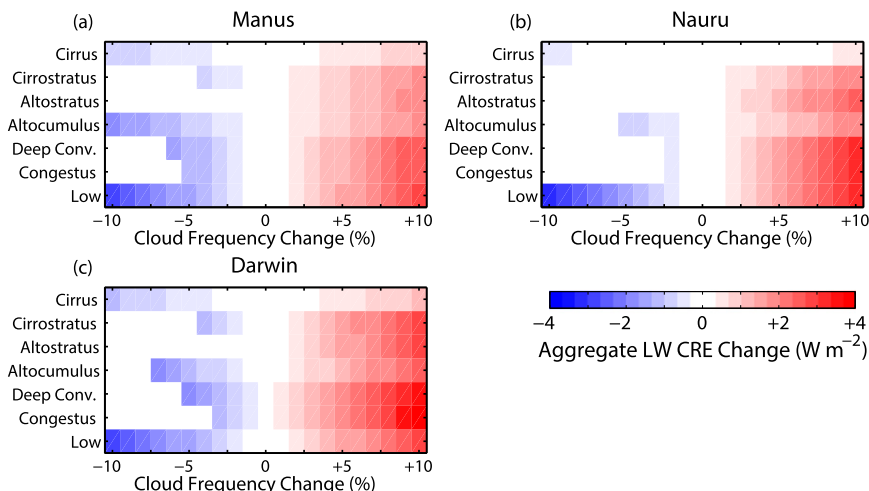 (a) Manus
Cirrus
Cirrostratus
Altostratus
Altocumulus
Deep Conv.
Congestus
Low
−10 −5 0 +5 +10
Cloud Frequency Change (%)
(b) Nauru
Cirrus
Cirrostratus
Altostratus
Altocumulus
Deep Conv.
Congestus
Low
−10 −5 0 +5 +10
Cloud Frequency Change (%)
(c) Darwin
Cirrus
Cirrostratus
Altostratus
Altocumulus
Deep Conv.
Congestus
Low
−10 −5 0 +5 +10
Cloud Frequency Change (%)
−4 −2 0 +2 +4
Aggregate LW CRE Change (W m⁻²)